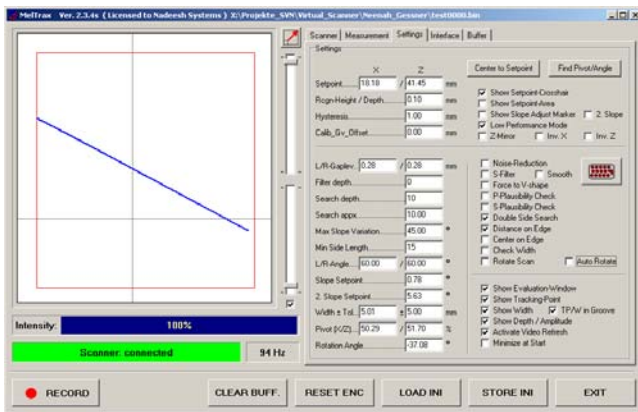 MelTrax Ver. 2.3.4s ( Licensed to Nadeesh Systems ) X:\Projekte_SVN\Virtual_Scanner\Neenah_Gessner\test0000.bin
Scanner Measurement Settings Interface Buffer
Settings
X Z
Setpoint 18.18 / 41.45 mm
Rcgn-Height / Depth 0.10 mm
Hysteresis 1.00 mm
Calib_Gv_Offset 0.00 mm
Center to Setpoint Find Pivot/Angle
Show Setpoint-Crosshair
Show Setpoint-Area
Show Slope Adjust Marker 2. Slope
Low Performance Mode
Z-Mirror Inv. X Inv. Z
L/R-Gaplev. 0.28 / 0.28 mm
Filter depth 0
Search depth 10
Search appx. 10.00
Max Slope Variation 45.00 °
Min Side Length 15
L/R-Angle 60.00 / 60.00 °
Slope Setpoint 0.78 °
2. Slope Setpoint 5.63 °
Width ± Tol. 5.01 ± 5.00 mm
Pivot (X/Z) 50.29 / 51.70 %
Rotation Angle -37.08 °
Noise-Reduction
S-Filter Smooth
Force to V-shape
P-Plausibility Check
S-Plausibility Check
Double Side Search
Distance on Edge
Center on Edge
Check Width
Rotate Scan Auto Rotate
Show Evaluation-Window
Show Tracking-Point
Show Width TP/W in Groove
Show Depth / Amplitude
Activate Video Refresh
Minimize at Start
Intensity: 100%
Scanner: connected 94 Hz
RECORD CLEAR BUFF. RESET ENC LOAD INI STORE INI EXIT